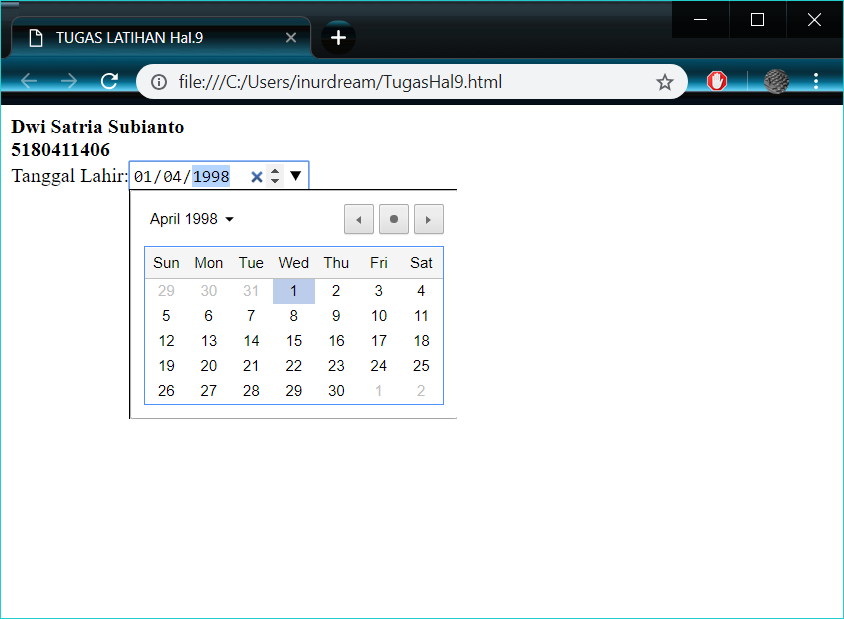 TUGAS LATIHAN Hal.9
file:///C:/Users/inurdream/TugasHal9.html
Dwi Satria Subianto
5180411406
Tanggal Lahir: 01/04/1998
April 1998
Sun Mon Tue Wed Thu Fri Sat
29 30 31 1 2 3 4
5 6 7 8 9 10 11
12 13 14 15 16 17 18
19 20 21 22 23 24 25
26 27 28 29 30 1 2